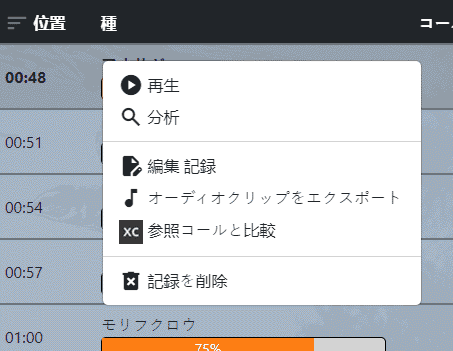 位置 種 コー
00:48
再生
分析
00:51
編集 記録
オーディオクリップをエクスポート
00:54
XC 参照コールと比較
00:57
記録を削除
モリフクロウ
01:00
75%